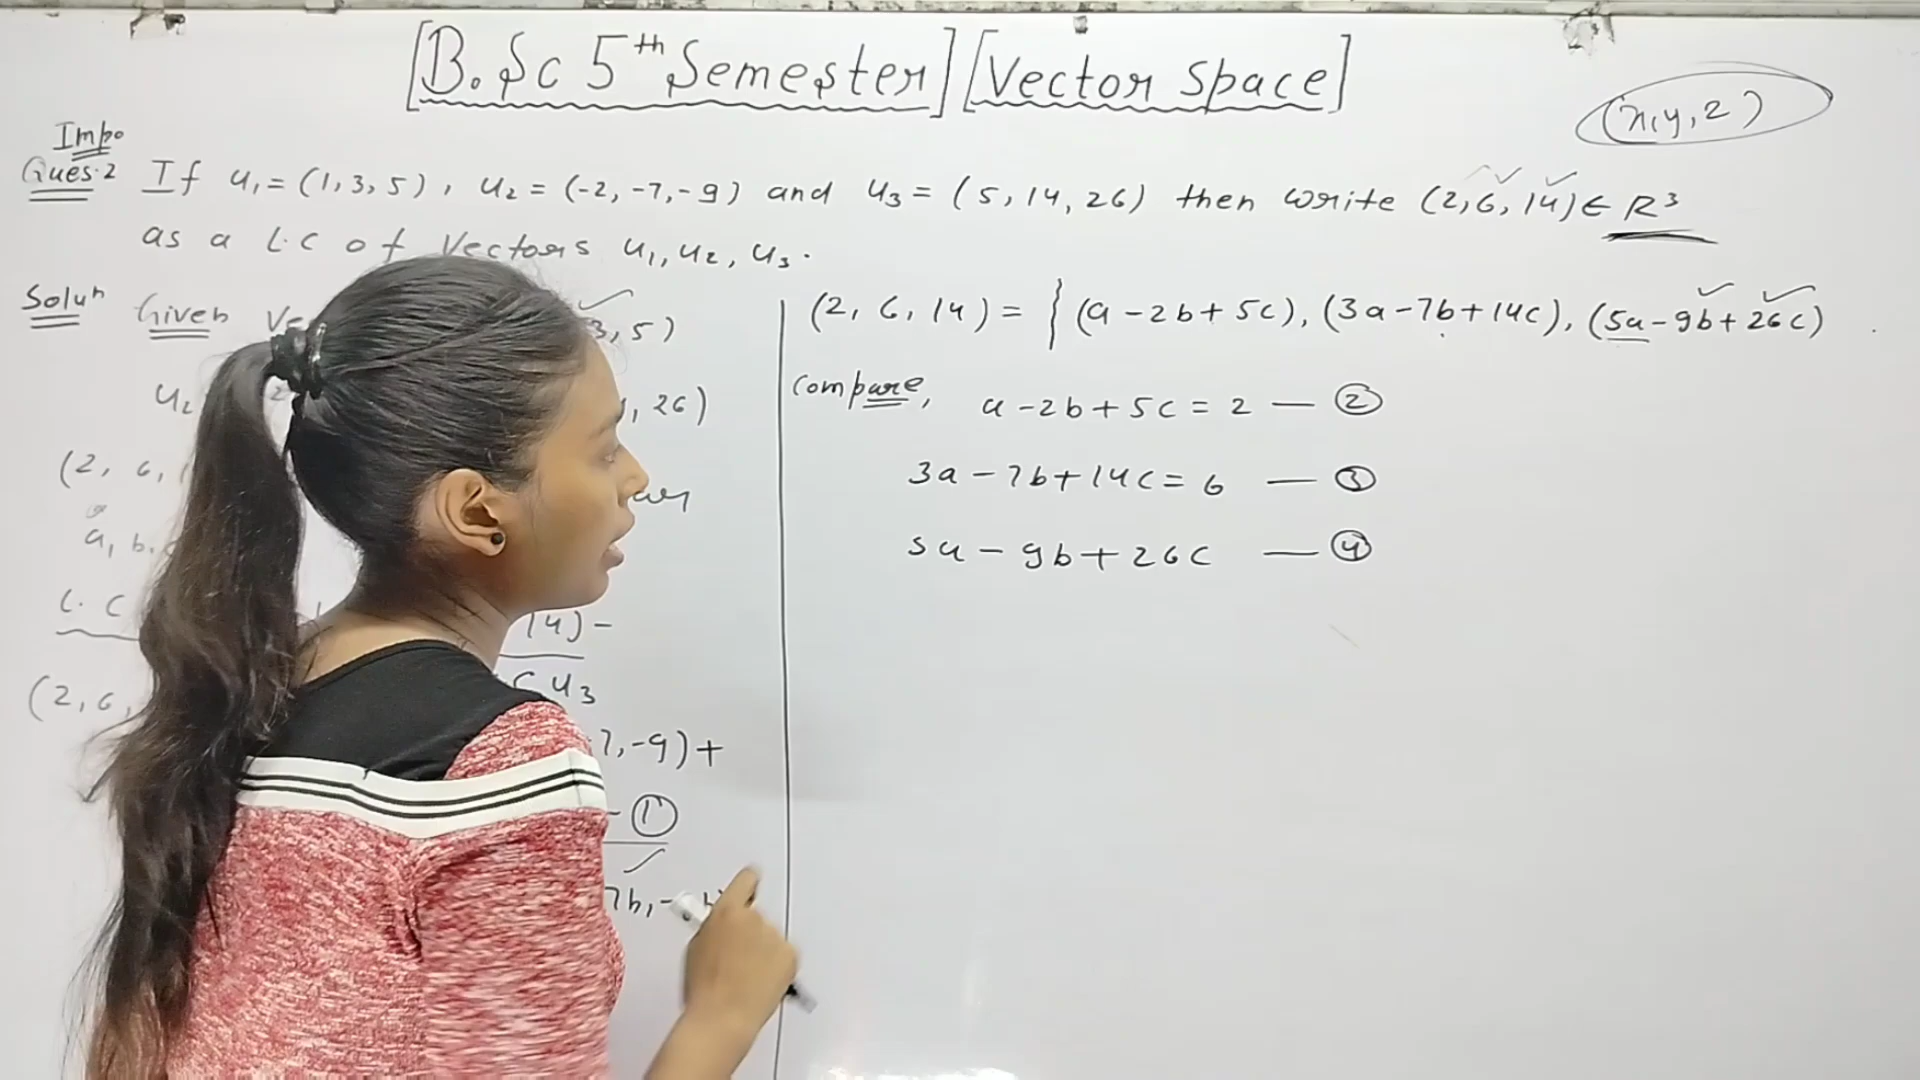 [B.Sc 5th Semester] [Vector Space]
(x,y,z)
Impo
Ques.2 If u₁ = (1,3,5), u₂ = (-2,-7,-9) and u₃ = (5,14,26) then write (2,6,14) ∈ R³
as a L.C of Vectors u₁, u₂, u₃.
Soluⁿ Given
3,5)
u₂ , 26)
(2, 6,
a, b,
L.C 14) -
(2,6, u₃
7,-9) +
- ①
7b, -
(2, 6, 14) = { (a - 2b + 5c), (3a - 7b + 14c), (5a - 9b + 26c)
Compare, a - 2b + 5c = 2 — ②
3a - 7b + 14c = 6 — ③
5a - 9b + 26c — ④